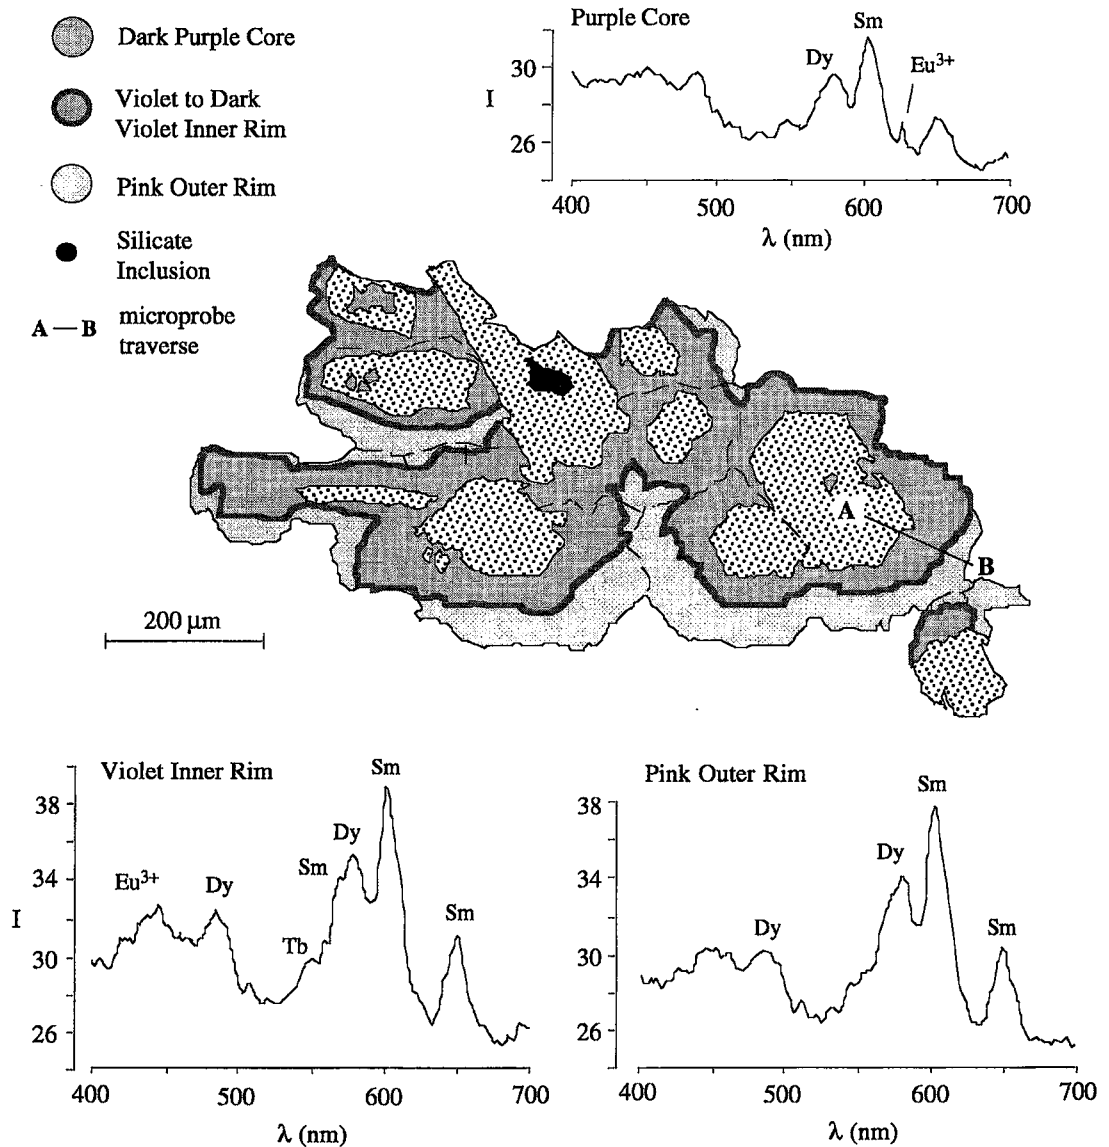 Dark Purple Core
Violet to Dark
Violet Inner Rim
Pink Outer Rim
Silicate
Inclusion
A — B microprobe
traverse
Purple Core
Sm
Dy
Eu³⁺
30
I
26
400 500 600 700
λ (nm)
A
B
200 µm
Violet Inner Rim
Sm
38
Dy
Sm
34
Eu³⁺
Dy
Sm
I
Tb
30
26
400 500 600 700
λ (nm)
Pink Outer Rim
Sm
38
Dy
34
Dy
Sm
30
26
400 500 600 700
λ (nm)